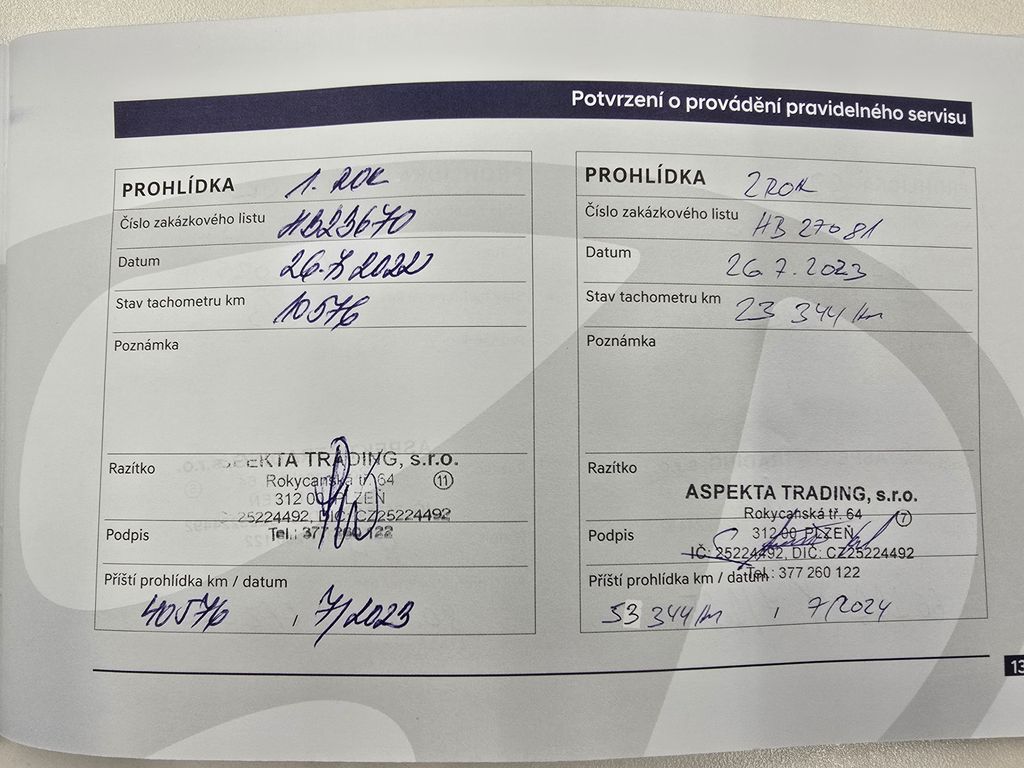 Potvrzení o provádění pravidelného servisu
PROHLÍDKA 1. ROK
Číslo zakázkového listu HB23670
Datum 26.7.2022
Stav tachometru km 10576
Poznámka
Razítko
ASPEKTA TRADING, s.r.o.
Rokycanská tř. 64 11
312 00 PLZEŇ
25224492, DIČ: CZ25224492
Podpis
Tel.: 377 260 122
Příští prohlídka km / datum
40576 , 7/2023
PROHLÍDKA 2ROK
Číslo zakázkového listu HB 27081
Datum 26.7.2023
Stav tachometru km 23 344 km
Poznámka
Razítko
ASPEKTA TRADING, s.r.o.
Rokycanská tř. 64 7
312 00 PLZEŇ
Podpis
IČ: 25224492, DIČ: CZ25224492
Tel.: 377 260 122
Příští prohlídka km / datum
53 344 km , 7/2024
13